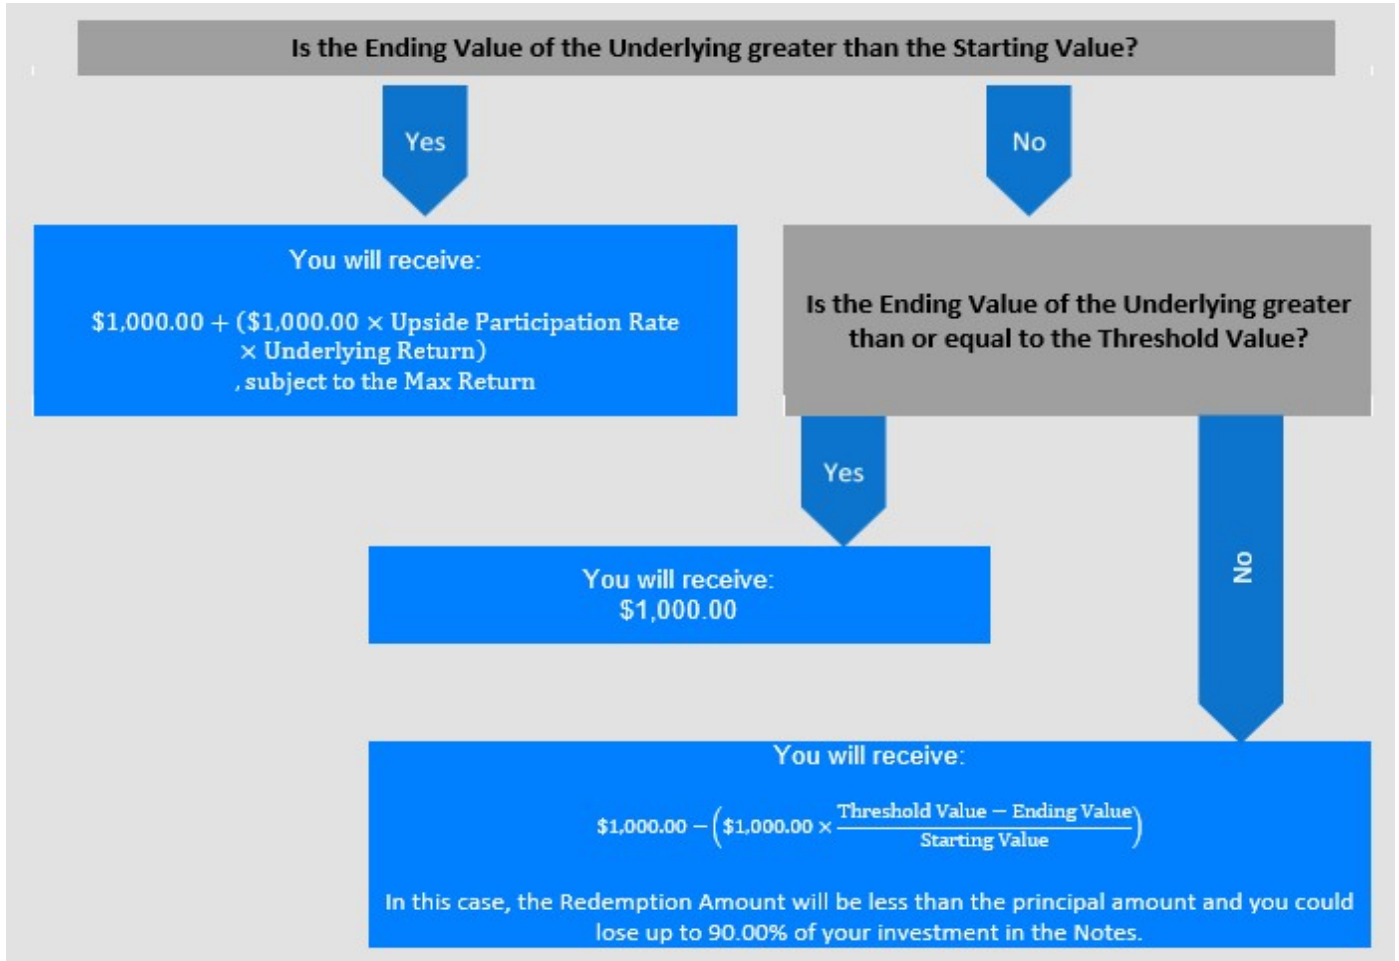 Is the Ending Value of the Underlying greater than the Starting Value?
Yes
No
You will receive:
$1,000.00 + ($1,000.00 × Upside Participation Rate
× Underlying Return)
, subject to the Max Return
Is the Ending Value of the Underlying greater
than or equal to the Threshold Value?
Yes
No
You will receive:
$1,000.00
You will receive:
$1,000.00 − ($1,000.00 × (Threshold Value − Ending Value) / Starting Value)
In this case, the Redemption Amount will be less than the principal amount and you could
lose up to 90.00% of your investment in the Notes.